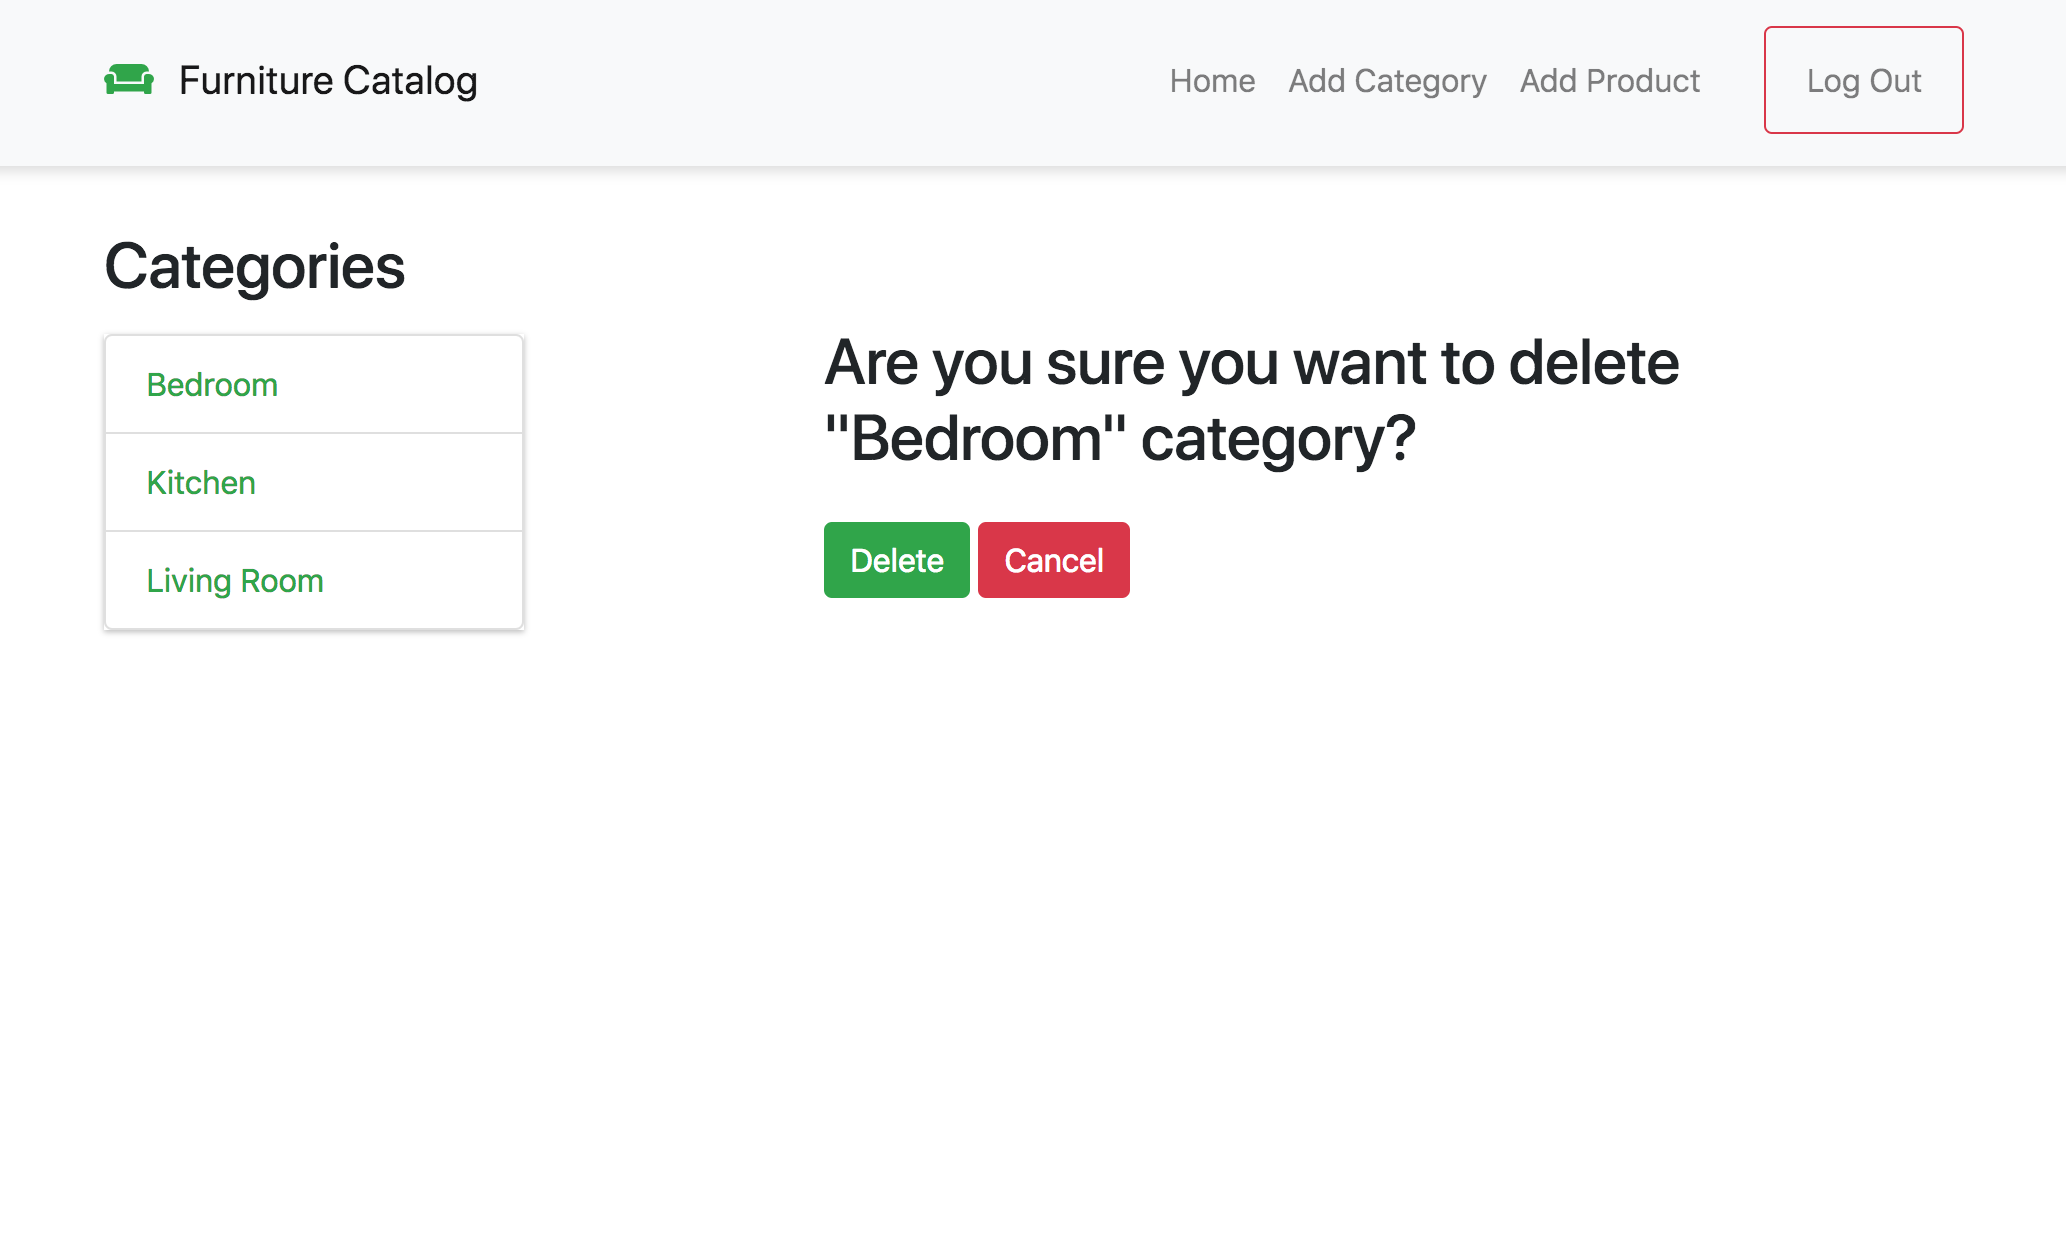 Furniture Catalog
Home
Add Category
Add Product
Log Out
Categories
Bedroom
Kitchen
Living Room
Are you sure you want to delete
"Bedroom" category?
Delete
Cancel